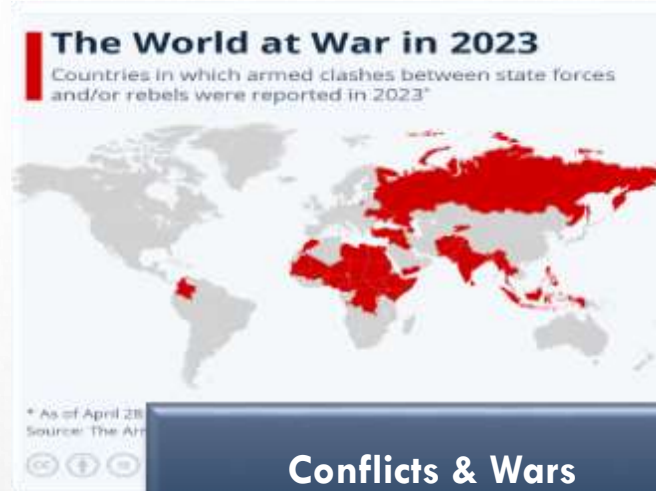 The World at War in 2023
Countries in which armed clashes between state forces
and/or rebels were reported in 2023*
* As of April 28
Source: The
Conflicts & Wars